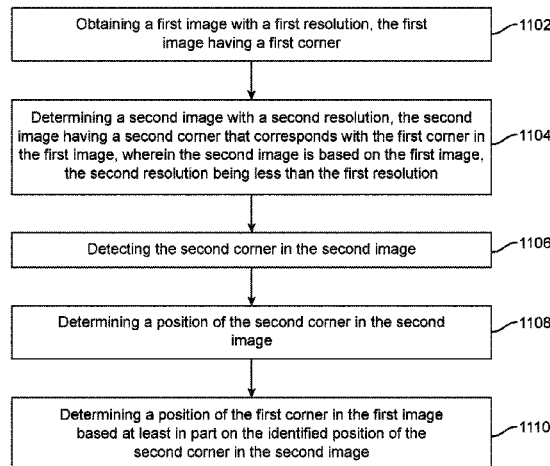 Obtaining a first image with a first resolution, the first
image having a first corner
1102
Determining a second image with a second resolution, the second
image having a second corner that corresponds with the first corner in
the first image, wherein the second image is based on the first image,
the second resolution being less than the first resolution
1104
Detecting the second corner in the second image
1106
Determining a position of the second corner in the second
image
1108
Determining a position of the first corner in the first image
based at least in part on the identified position of the
second corner in the second image
1110